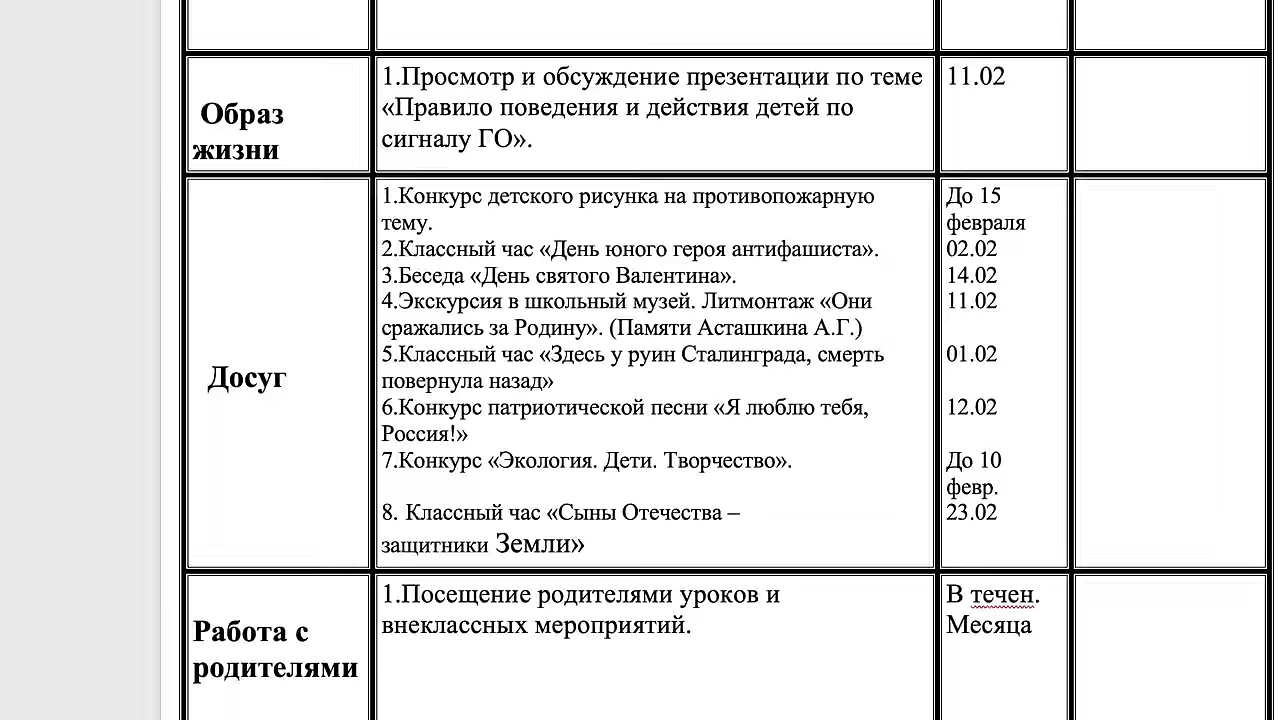 Образ
жизни
1.Просмотр и обсуждение презентации по теме
«Правило поведения и действия детей по
сигналу ГО».
11.02
Досуг
1.Конкурс детского рисунка на противопожарную
тему.
2.Классный час «День юного героя антифашиста».
3.Беседа «День святого Валентина».
4.Экскурсия в школьный музей. Литмонтаж «Они
сражались за Родину». (Памяти Асташкина А.Г.)
5.Классный час «Здесь у руин Сталинграда, смерть
повернула назад»
6.Конкурс патриотической песни «Я люблю тебя,
Россия!»
7.Конкурс «Экология. Дети. Творчество».
8. Классный час «Сыны Отечества –
защитники Земли»
До 15
февраля
02.02
14.02
11.02
01.02
12.02
До 10
февр.
23.02
Работа с
родителями
1.Посещение родителями уроков и
внеклассных мероприятий.
В течен.
Месяца